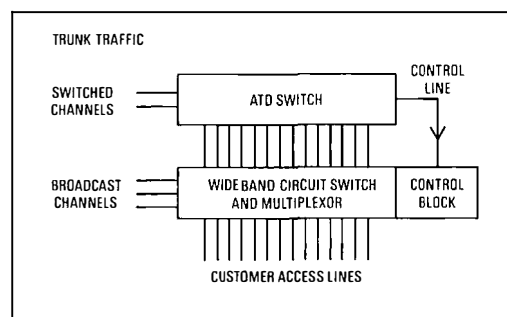 TRUNK TRAFFIC
SWITCHED
CHANNELS
ATD SWITCH
CONTROL
LINE
BROADCAST
CHANNELS
WIDE BAND CIRCUIT SWITCH
AND MULTIPLEXOR
CONTROL
BLOCK
CUSTOMER ACCESS LINES